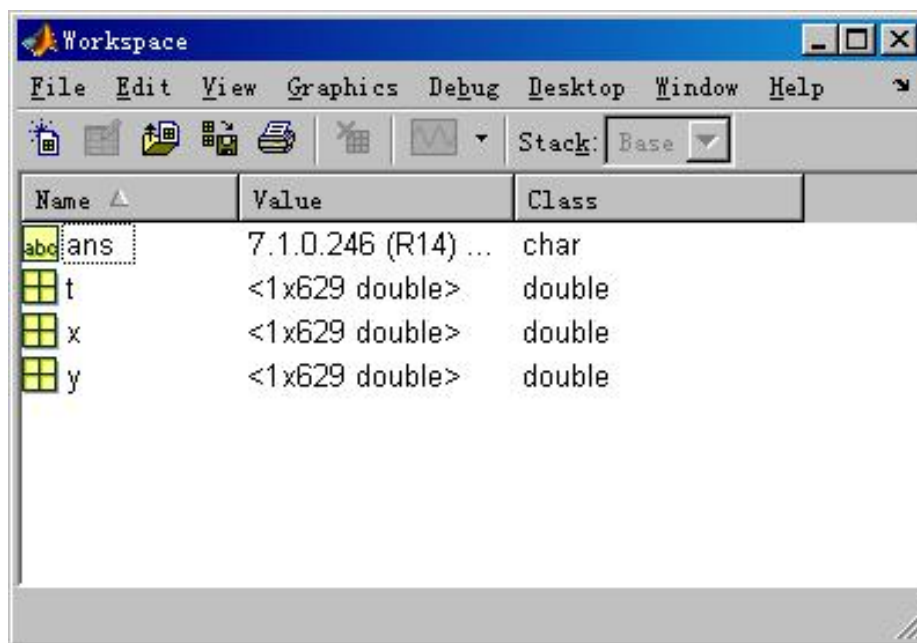 Workspace
File Edit View Graphics Debug Desktop Window Help
Stack: Base
Name Value Class
abc ans 7.1.0.246 (R14) ... char
t <1x629 double> double
x <1x629 double> double
y <1x629 double> double